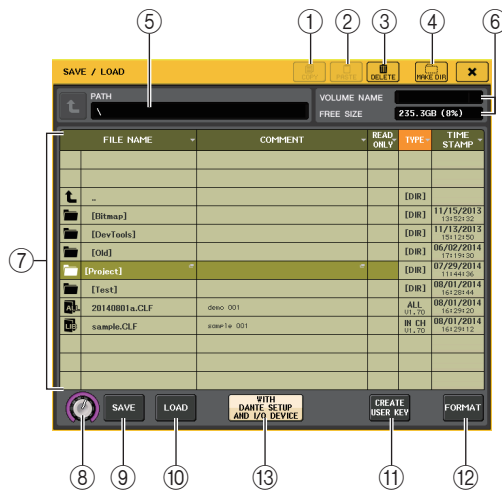 ⑤ ① ② ③ ④ ⑥
SAVE / LOAD
COPY
PASTE
DELETE
MAKE DIR
PATH
\
VOLUME NAME
FREE SIZE 235.3GB (8%)
FILE NAME COMMENT READ ONLY TYPE TIME STAMP
.. [DIR]
[Bitmap] [DIR] 11/15/2013 13:52:32
[DevTools] [DIR] 11/13/2013 15:12:50
[Old] [DIR] 06/02/2014 17:19:30
[Project] [DIR] 07/29/2014 11:44:36
[Test] [DIR] 08/01/2014 16:28:44
ALL 20140801a.CLF demo 001 ALL V1.70 08/01/2014 16:29:20
LIB sample.CLF sample 001 IN CH V1.70 08/01/2014 16:29:12
⑦
SAVE
LOAD
WITH
DANTE SETUP
AND I/O DEVICE
CREATE
USER KEY
FORMAT
⑧ ⑨ ⑩ ⑬ ⑪ ⑫